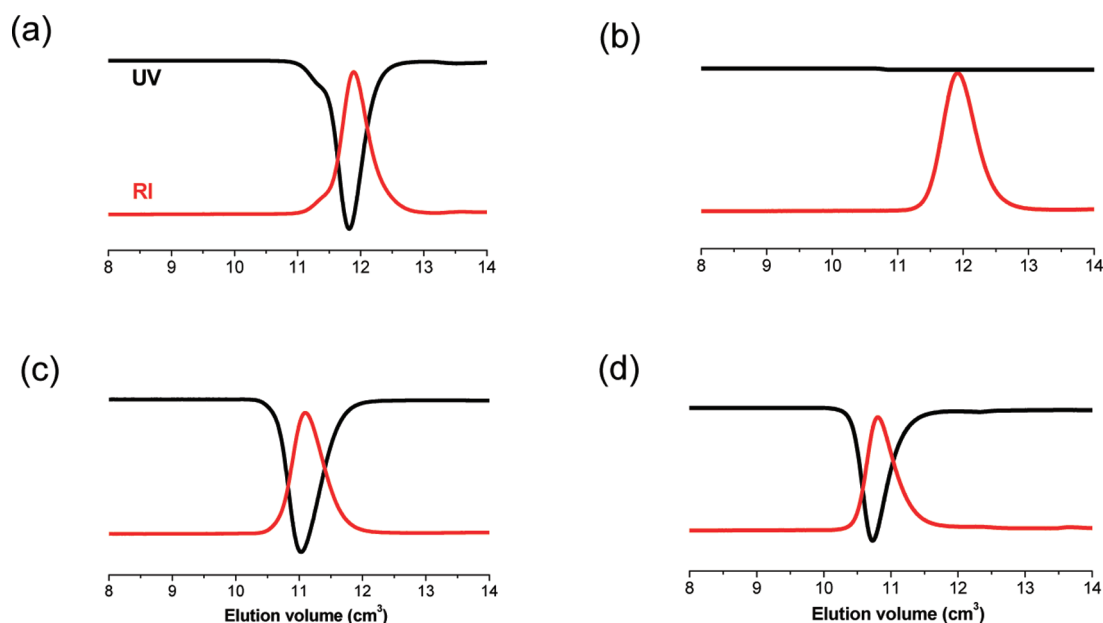 (a)
UV
RI
8 9 10 11 12 13 14
(b)
8 9 10 11 12 13 14
(c)
8 9 10 11 12 13 14
Elution volume (cm³)
(d)
8 9 10 11 12 13 14
Elution volume (cm³)